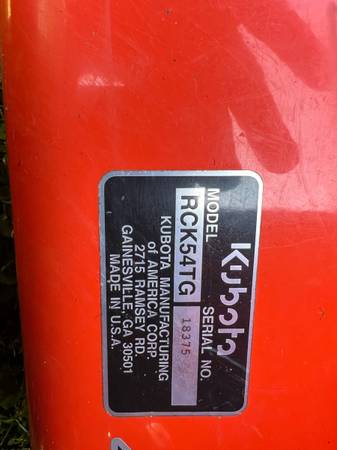 Kubota
MODEL SERIAL NO.
RCK54TG 18375
KUBOTA MANUFACTURING
of AMERICA CORP.
2715 RAMSEY RD.
GAINESVILLE, GA 30501
MADE IN U.S.A.